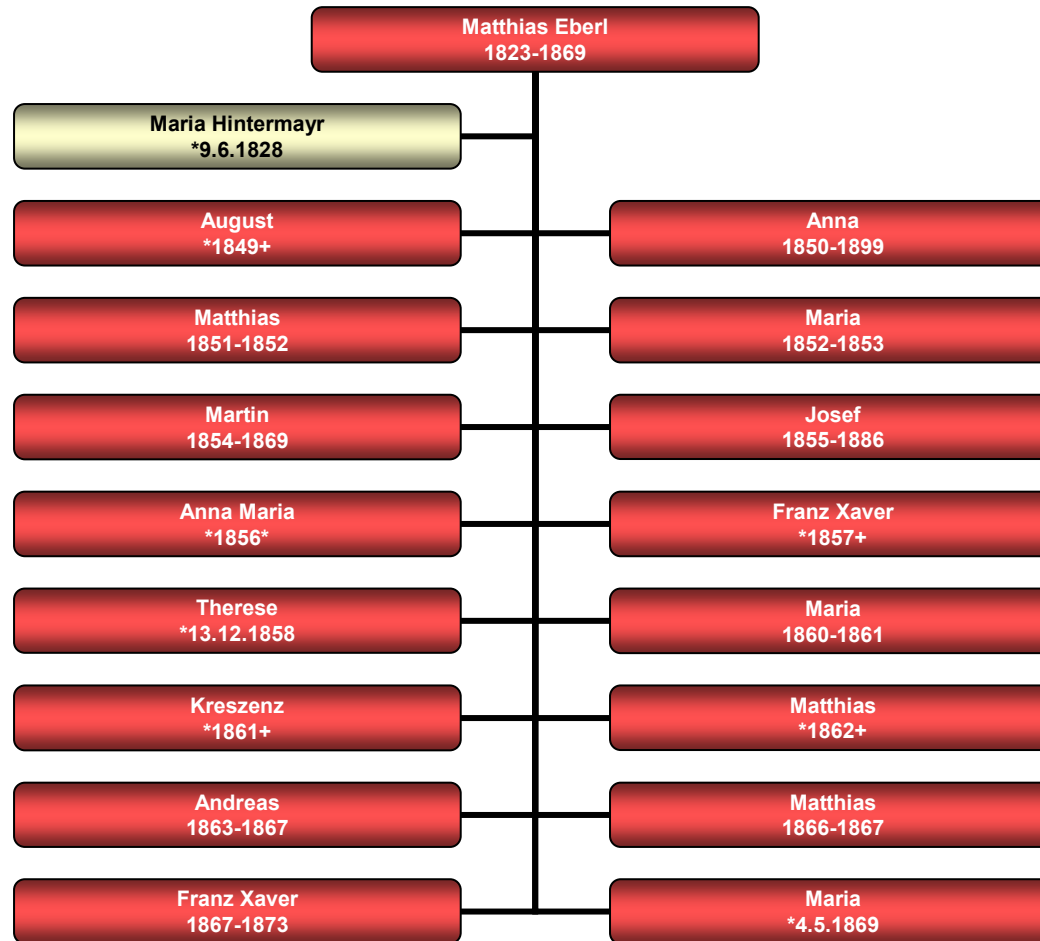 Matthias Eberl
1823-1869
Maria Hintermayr
*9.6.1828
August
*1849+
Anna
1850-1899
Matthias
1851-1852
Maria
1852-1853
Martin
1854-1869
Josef
1855-1886
Anna Maria
*1856*
Franz Xaver
*1857+
Therese
*13.12.1858
Maria
1860-1861
Kreszenz
*1861+
Matthias
*1862+
Andreas
1863-1867
Matthias
1866-1867
Franz Xaver
1867-1873
Maria
*4.5.1869